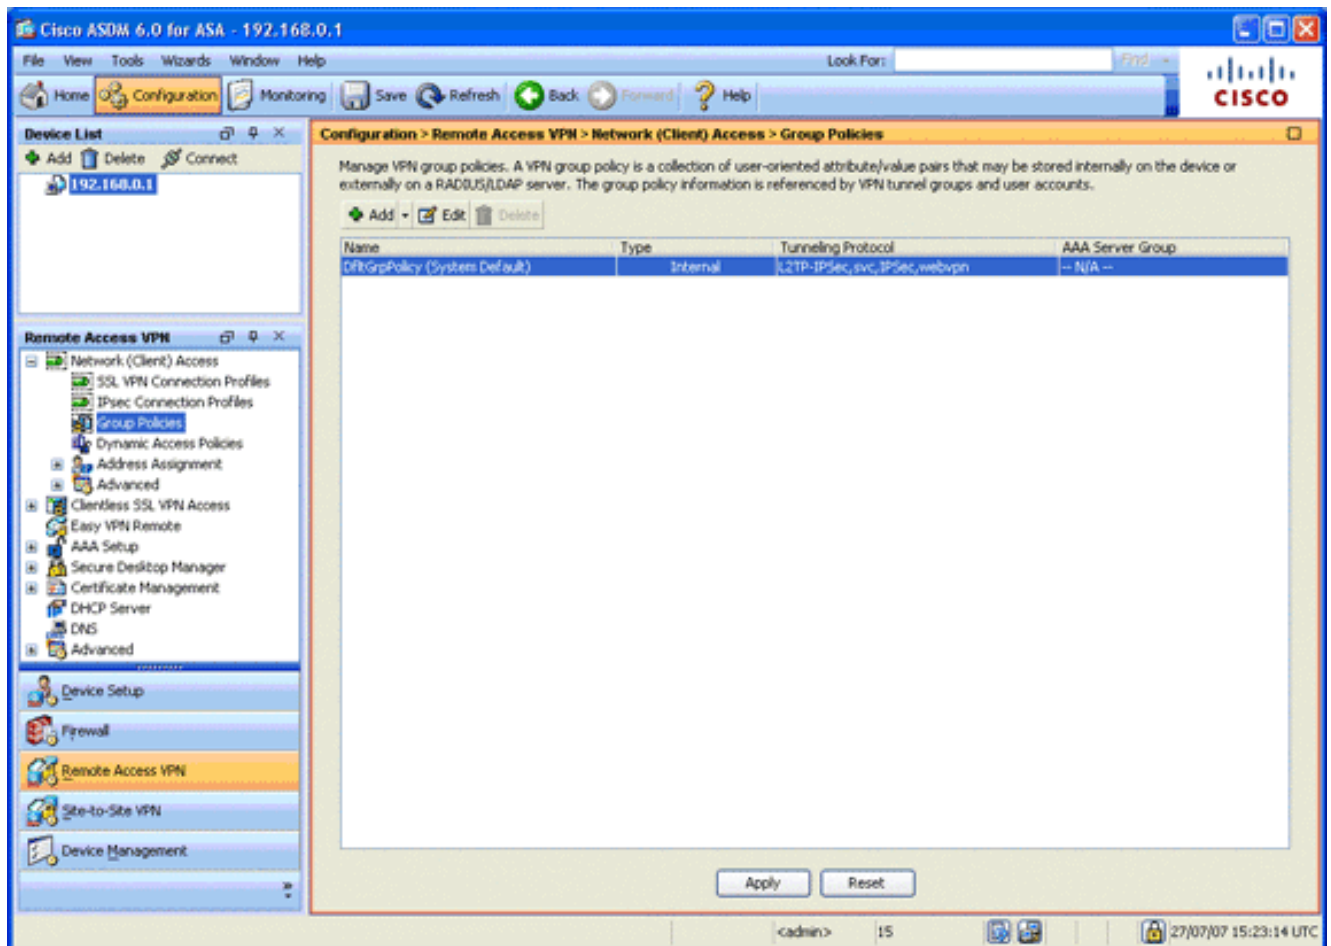 Cisco ASDM 6.0 for ASA - 192.168.0.1
File View Tools Wizards Window Help
Look For: Find
Home Configuration Monitoring Save Refresh Back Forward Help
CISCO
Device List
Add Delete Connect
192.168.0.1
Configuration > Remote Access VPN > Network (Client) Access > Group Policies
Manage VPN group policies. A VPN group policy is a collection of user-oriented attribute/value pairs that may be stored internally on the device or
externally on a RADIUS/LDAP server. The group policy information is referenced by VPN tunnel groups and user accounts.
Add Edit Delete
Name Type Tunneling Protocol AAA Server Group
DfltGrpPolicy (System Default) Internal L2TP-IPSec,svc,IPSec,webvpn -- N/A --
Remote Access VPN
Network (Client) Access
SSL VPN Connection Profiles
IPsec Connection Profiles
Group Policies
Dynamic Access Policies
Address Assignment
Advanced
Clientless SSL VPN Access
Easy VPN Remote
AAA Setup
Secure Desktop Manager
Certificate Management
DHCP Server
DNS
Advanced
Device Setup
Firewall
Remote Access VPN
Site-to-Site VPN
Device Management
Apply Reset
<admin> 15 27/07/07 15:23:14 UTC